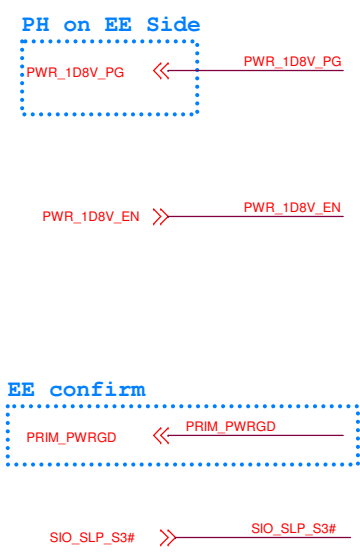 PH on EE Side
PWR_1D8V_PG PWR_1D8V_PG
PWR_1D8V_EN PWR_1D8V_EN
EE confirm
PRIM_PWRGD PRIM_PWRGD
SIO_SLP_S3# SIO_SLP_S3#